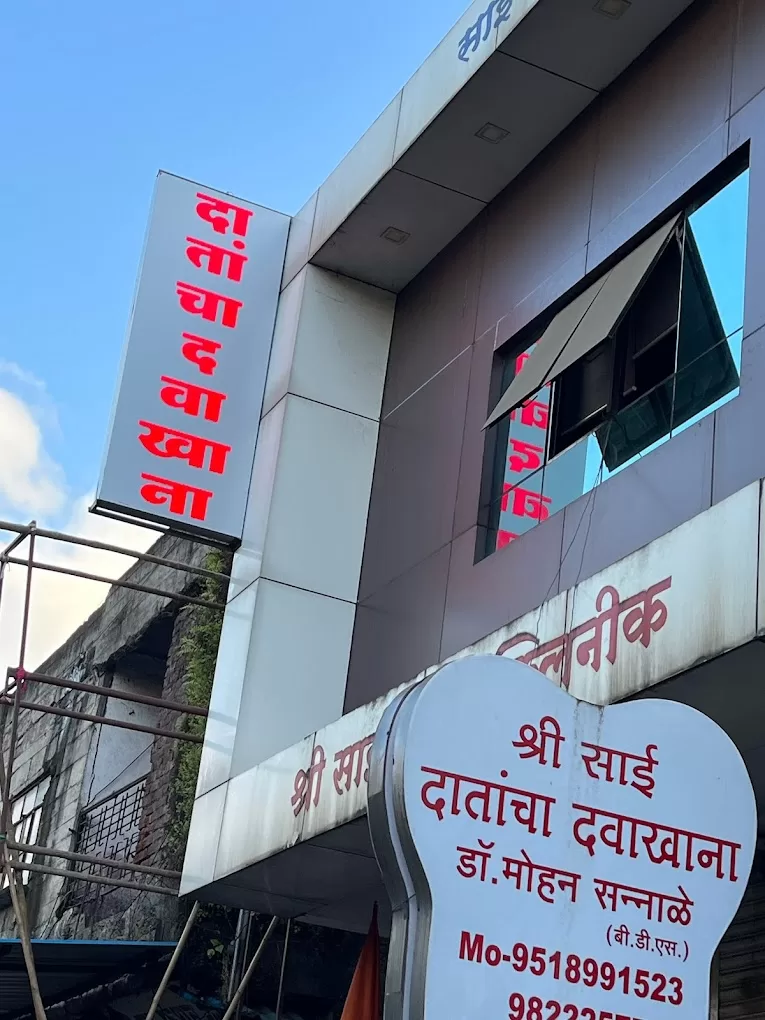 दा
तां
चा
द
वा
खा
ना
श्री साई
क्लिनीक
श्री साई
दातांचा दवाखाना
डॉ.मोहन सन्नाळे
(बी.डी.एस.)
Mo-9518991523